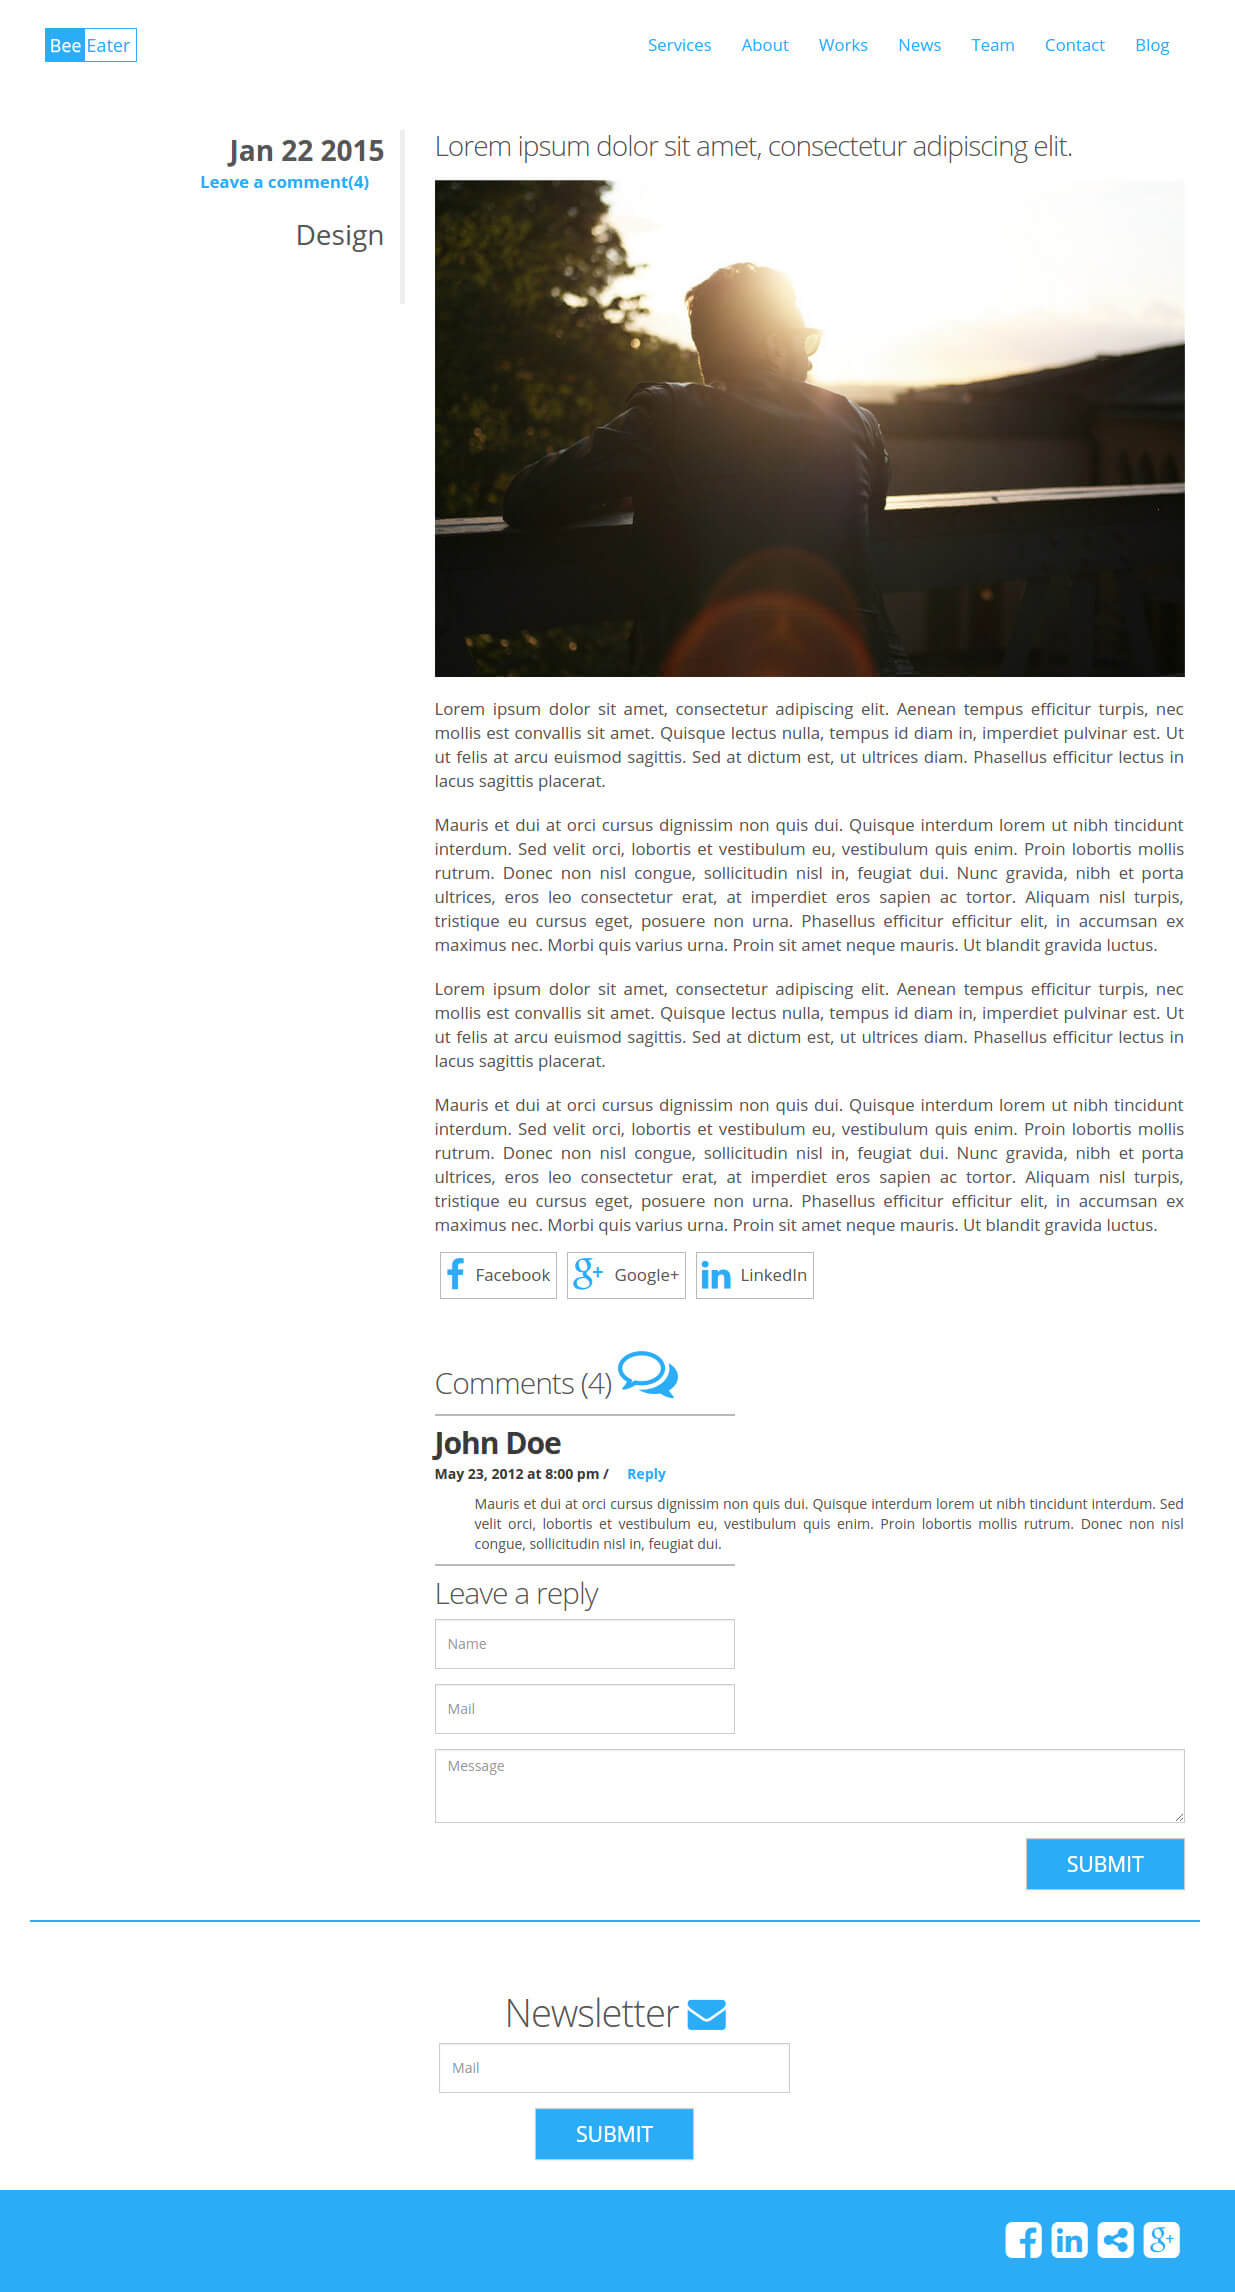 Bee Eater
Services About Works News Team Contact Blog
Jan 22 2015
Leave a comment(4)
Design
Lorem ipsum dolor sit amet, consectetur adipiscing elit.
Lorem ipsum dolor sit amet, consectetur adipiscing elit. Aenean tempus efficitur turpis, nec
mollis est convallis sit amet. Quisque lectus nulla, tempus id diam in, imperdiet pulvinar est. Ut
ut felis at arcu euismod sagittis. Sed at dictum est, ut ultrices diam. Phasellus efficitur lectus in
lacus sagittis placerat.
Mauris et dui at orci cursus dignissim non quis dui. Quisque interdum lorem ut nibh tincidunt
interdum. Sed velit orci, lobortis et vestibulum eu, vestibulum quis enim. Proin lobortis mollis
rutrum. Donec non nisl congue, sollicitudin nisl in, feugiat dui. Nunc gravida, nibh et porta
ultrices, eros leo consectetur erat, at imperdiet eros sapien ac tortor. Aliquam nisl turpis,
tristique eu cursus eget, posuere non urna. Phasellus efficitur efficitur elit, in accumsan ex
maximus nec. Morbi quis varius urna. Proin sit amet neque mauris. Ut blandit gravida luctus.
Lorem ipsum dolor sit amet, consectetur adipiscing elit. Aenean tempus efficitur turpis, nec
mollis est convallis sit amet. Quisque lectus nulla, tempus id diam in, imperdiet pulvinar est. Ut
ut felis at arcu euismod sagittis. Sed at dictum est, ut ultrices diam. Phasellus efficitur lectus in
lacus sagittis placerat.
Mauris et dui at orci cursus dignissim non quis dui. Quisque interdum lorem ut nibh tincidunt
interdum. Sed velit orci, lobortis et vestibulum eu, vestibulum quis enim. Proin lobortis mollis
rutrum. Donec non nisl congue, sollicitudin nisl in, feugiat dui. Nunc gravida, nibh et porta
ultrices, eros leo consectetur erat, at imperdiet eros sapien ac tortor. Aliquam nisl turpis,
tristique eu cursus eget, posuere non urna. Phasellus efficitur efficitur elit, in accumsan ex
maximus nec. Morbi quis varius urna. Proin sit amet neque mauris. Ut blandit gravida luctus.
Facebook Google+ LinkedIn
Comments (4)
John Doe
May 23, 2012 at 8:00 pm / Reply
Mauris et dui at orci cursus dignissim non quis dui. Quisque interdum lorem ut nibh tincidunt interdum. Sed
velit orci, lobortis et vestibulum eu, vestibulum quis enim. Proin lobortis mollis rutrum. Donec non nisl
congue, sollicitudin nisl in, feugiat dui.
Leave a reply
Name
Mail
Message
SUBMIT
Newsletter
Mail
SUBMIT